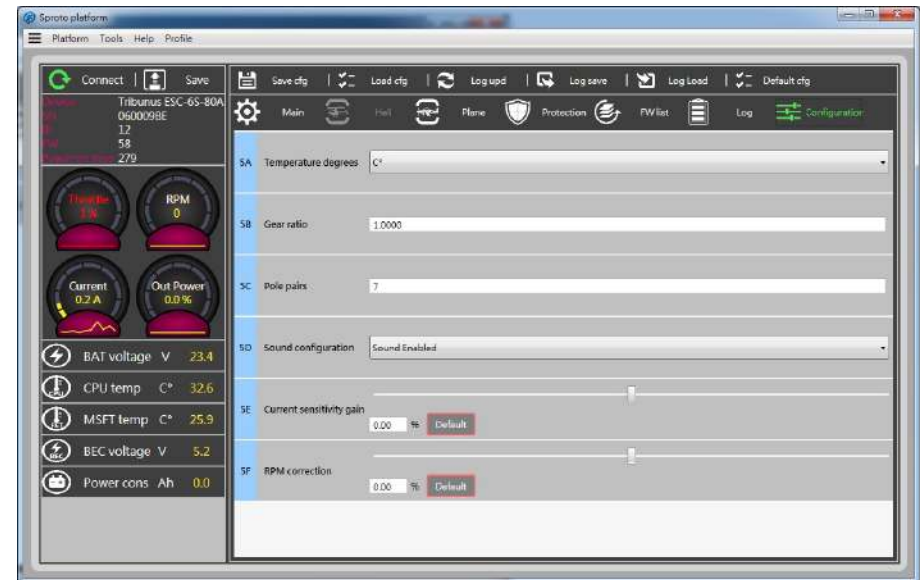 Sproto platform
Platform Tools Help Profile
Connect | Save
Save cfg | Load cfg | Log upd | Log save | Log Load | Default cfg
Tribunus ESC-6S-80A
060009BE
12
58
279
Main Heli Plane Protection FW list Log Configuration
Throttle
1 %
RPM
0
Current
0.2 A
Out Power
0.0 %
BAT voltage V 23.4
CPU temp C° 32.6
MSFT temp C° 25.9
BEC voltage V 5.2
Power cons Ah 0.0
5A Temperature degrees C°
5B Gear ratio 1.0000
5C Pole pairs 7
5D Sound configuration Sound Enabled
5E Current sensitivity gain
0.00 % Default
5F RPM correction
0.00 % Default